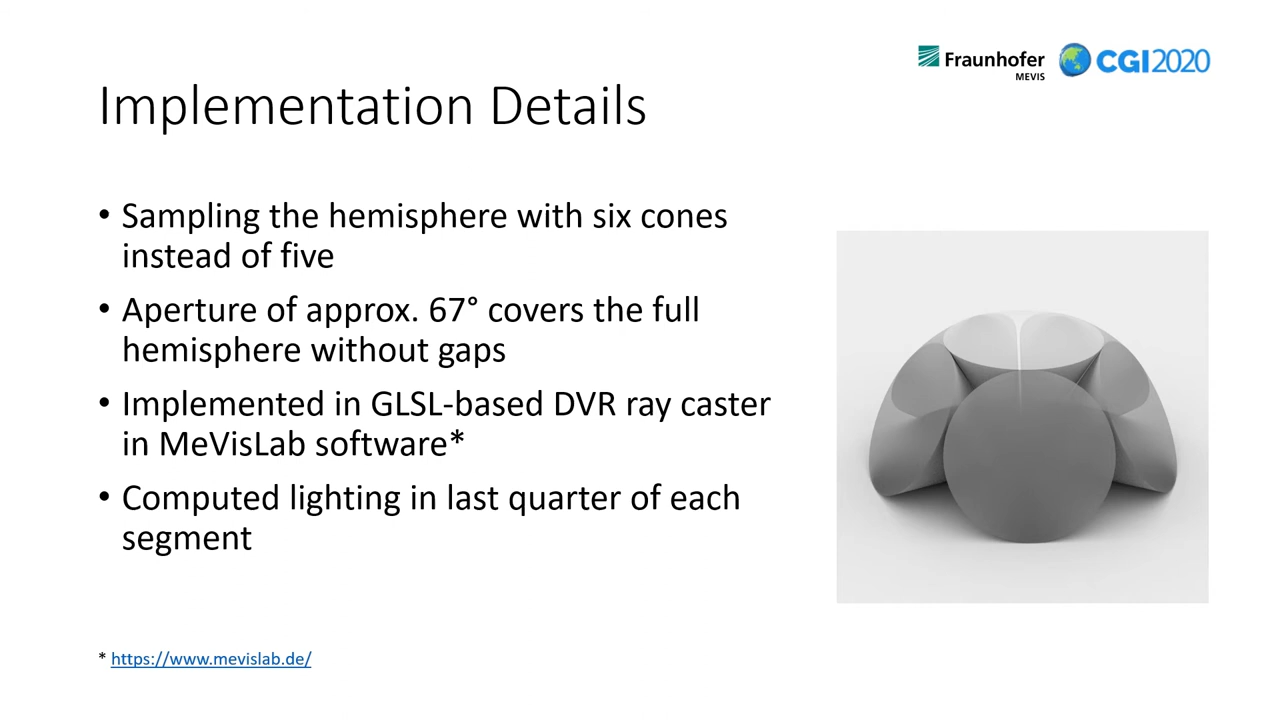 Fraunhofer
MEVIS
CGI2020
Implementation Details
• Sampling the hemisphere with six cones
instead of five
• Aperture of approx. 67° covers the full
hemisphere without gaps
• Implemented in GLSL-based DVR ray caster
in MeVisLab software*
• Computed lighting in last quarter of each
segment
* https://www.mevislab.de/